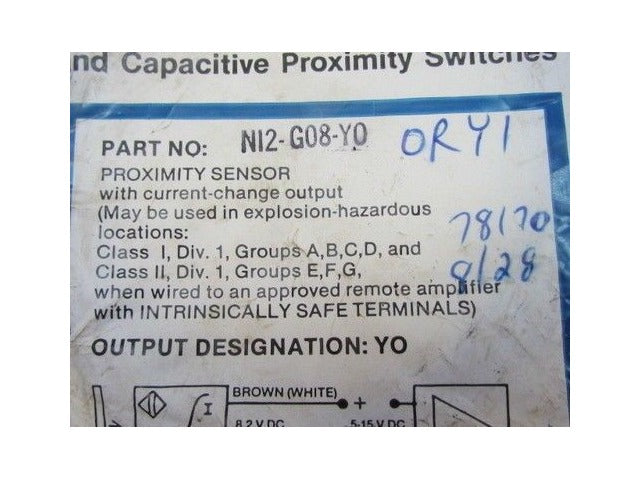 nd Capacitive Proximity Switches
PART NO: NI2-G08-Y0 ORY1
PROXIMITY SENSOR
with current-change output
(May be used in explosion-hazardous
locations: 78170
Class I, Div. 1, Groups A,B,C,D, and
Class II, Div. 1, Groups E,F,G, 8/28
when wired to an approved remote amplifier
with INTRINSICALLY SAFE TERMINALS)
OUTPUT DESIGNATION: YO
BROWN (WHITE) +
I 8.2 V DC 5-15 V DC